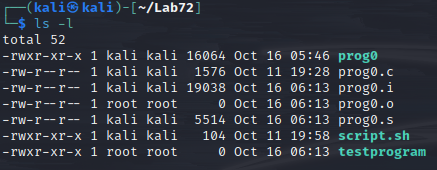 ┌──(kali㉿kali)-[~/Lab72]
└─$ ls -l
total 52
-rwxr-xr-x 1 kali kali 16064 Oct 16 05:46 prog0
-rw-r--r-- 1 kali kali  1576 Oct 11 19:28 prog0.c
-rw-r--r-- 1 kali kali 19038 Oct 16 06:13 prog0.i
-rw-r--r-- 1 root root     0 Oct 16 06:13 prog0.o
-rw-r--r-- 1 kali kali  5514 Oct 16 06:13 prog0.s
-rwxr-xr-x 1 kali kali   104 Oct 11 19:58 script.sh
-rwxr-xr-x 1 root root     0 Oct 16 06:13 testprogram